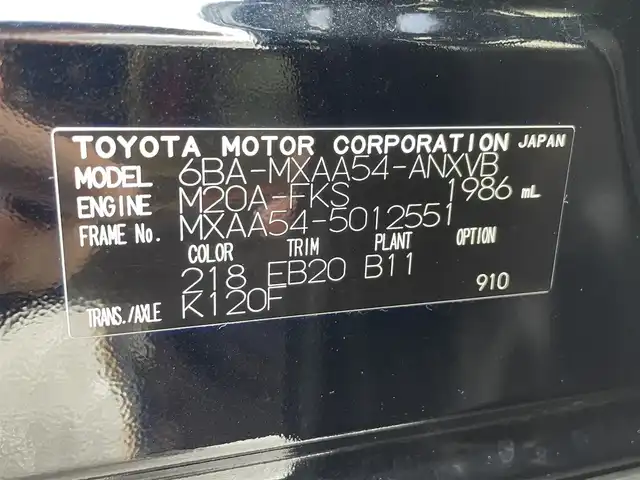 TOYOTA MOTOR CORPORATION JAPAN
MODEL 6BA-MXAA54-ANXVB
ENGINE M20A-FKS 1986 mL
FRAME No. MXAA54-5012551
COLOR TRIM PLANT OPTION
218 EB20 B11
TRANS./AXLE K120F 910